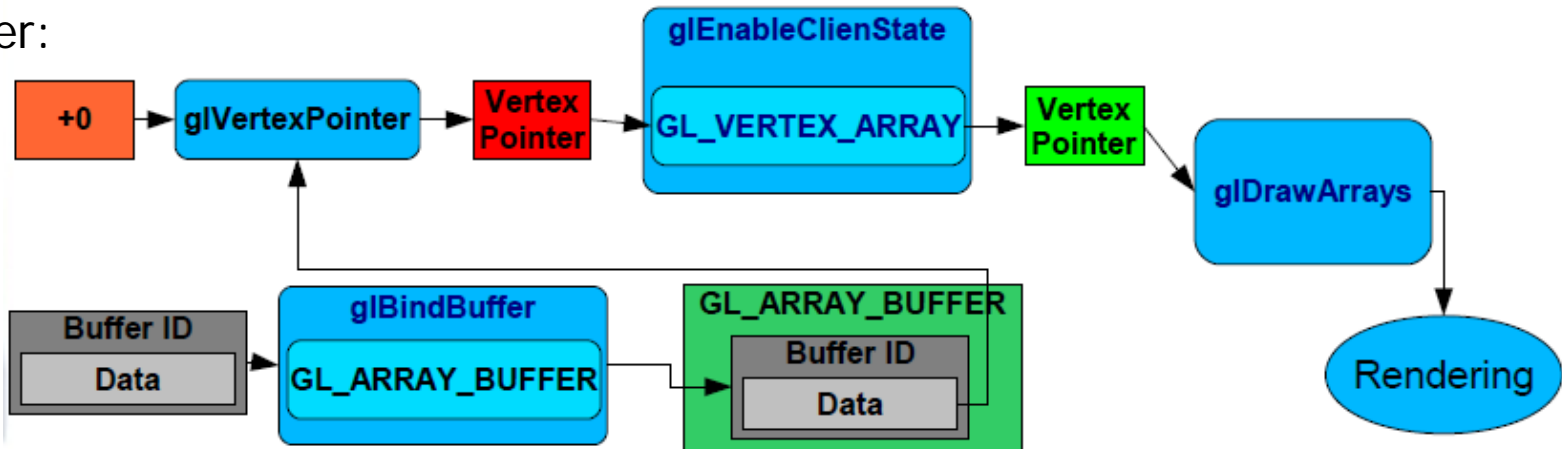 er:
glEnableClienState
+0
glVertexPointer
Vertex
Pointer
GL_VERTEX_ARRAY
Vertex
Pointer
glDrawArrays
Buffer ID
Data
glBindBuffer
GL_ARRAY_BUFFER
GL_ARRAY_BUFFER
Buffer ID
Data
Rendering